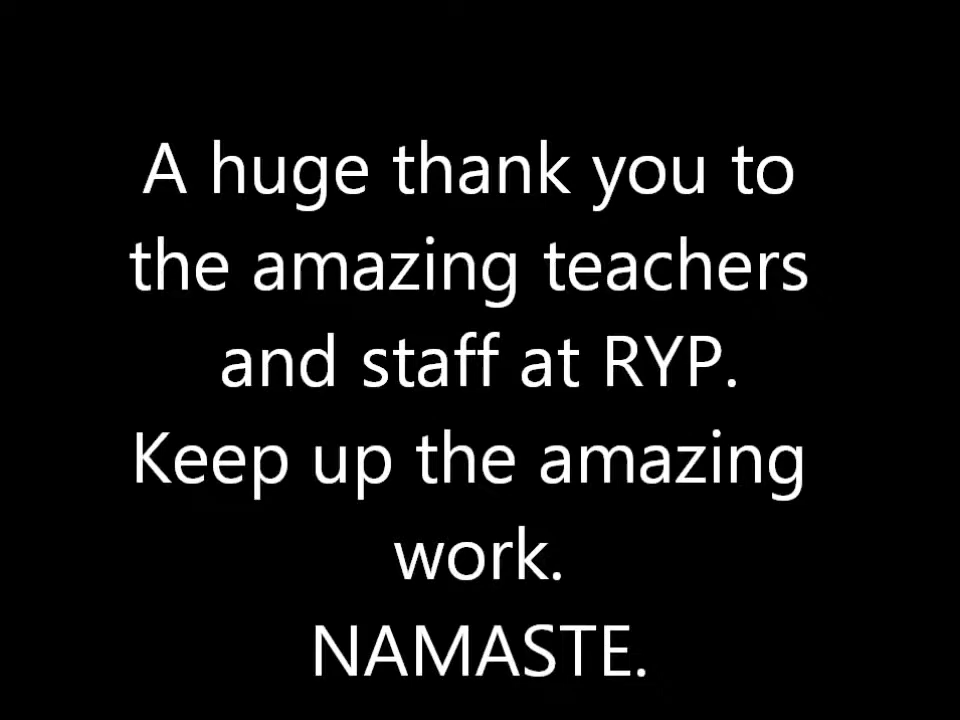 A huge thank you to
the amazing teachers
and staff at RYP.
Keep up the amazing
work.
NAMASTE.